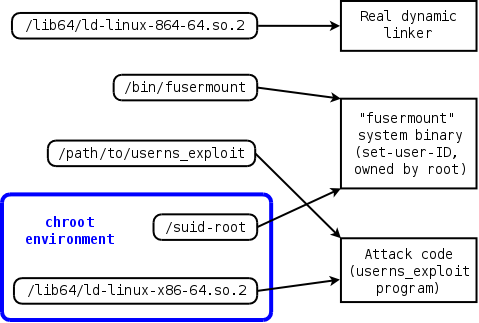 /lib64/ld-linux-864-64.so.2
Real dynamic
linker
/bin/fusermount
"fusermount"
system binary
(set-user-ID,
owned by root)
/path/to/userns_exploit
chroot
environment
/suid-root
/lib64/ld-linux-x86-64.so.2
Attack code
(userns_exploit
program)